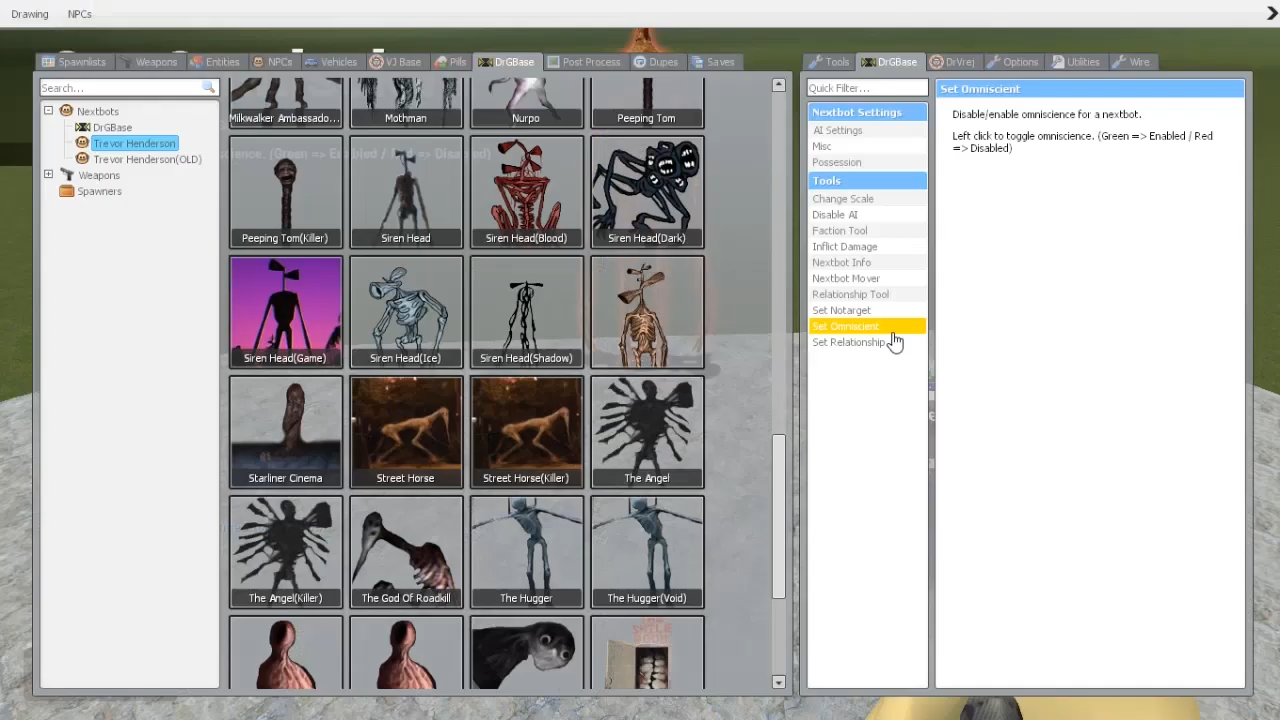 Drawing NPCs
Spawnlists Weapons Entities NPCs Vehicles VJ Base Pills DrGBase Post Process Dupes Saves
Tools DrGBase DrVrej Options Utilities Wire
Search...
Nextbots
DrGBase
Trevor Henderson
Trevor Henderson(OLD)
Weapons
Spawners
Milkwalker Ambassado... Mothman Nurpo Peeping Tom
Peeping Tom(Killer) Siren Head Siren Head(Blood) Siren Head(Dark)
Siren Head(Game) Siren Head(Ice) Siren Head(Shadow)
Starliner Cinema Street Horse Street Horse(Killer) The Angel
The Angel(Killer) The God Of Roadkill The Hugger The Hugger(Void)
THE
SMILE
ROOM
Quick Filter...
Nextbot Settings
AI Settings
Misc
Possession
Tools
Change Scale
Disable AI
Faction Tool
Inflict Damage
Nextbot Info
Nextbot Mover
Relationship Tool
Set Notarget
Set Omniscient
Set Relationship
Set Omniscient
Disable/enable omniscience for a nextbot.
Left click to toggle omniscience. (Green => Enabled / Red
=> Disabled)